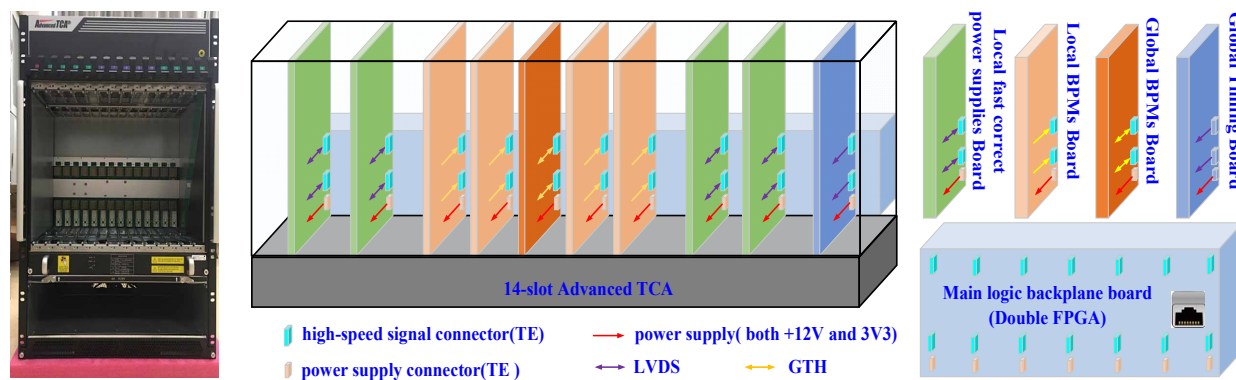 AdvancedTCA
14-slot Advanced TCA
high-speed signal connector(TE)
power supply( both +12V and 3V3)
power supply connector(TE )
LVDS
GTH
Local fast correct
power supplies Board
Local BPMs Board
Global BPMs Board
Global Timing Board
Main logic backplane board
(Double FPGA)